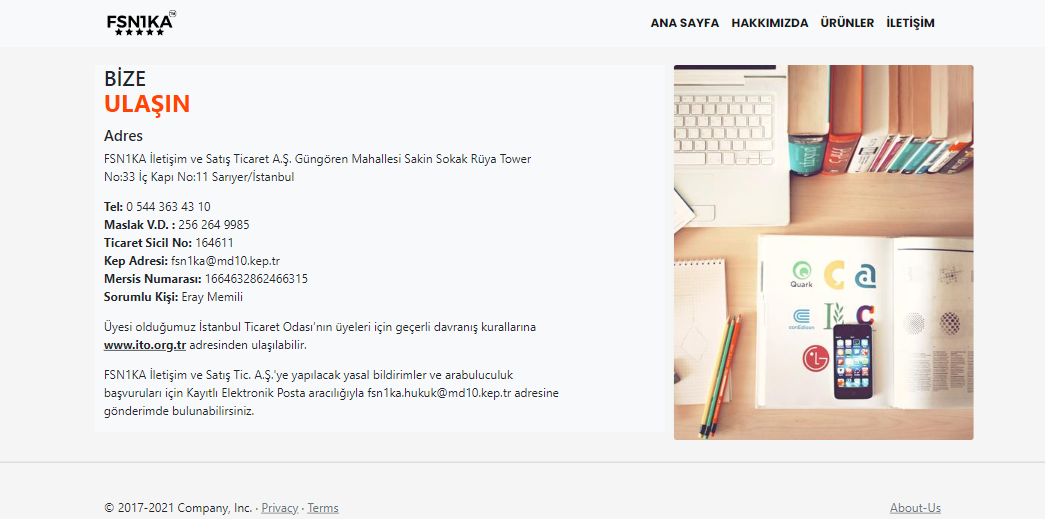 FSN1KA
ANA SAYFA HAKKIMIZDA ÜRÜNLER İLETİŞİM
BİZE
ULAŞIN
Adres
FSN1KA İletişim ve Satış Ticaret A.Ş. Güngören Mahallesi Sakin Sokak Rüya Tower
No:33 İç Kapı No:11 Sarıyer/İstanbul
Tel: 0 544 363 43 10
Maslak V.D. : 256 264 9985
Ticaret Sicil No: 164611
Kep Adresi: fsn1ka@md10.kep.tr
Mersis Numarası: 1664632862466315
Sorumlu Kişi: Eray Memili
Üyesi olduğumuz İstanbul Ticaret Odası'nın üyeleri için geçerli davranış kurallarına
www.ito.org.tr adresinden ulaşılabilir.
FSN1KA İletişim ve Satış Tic. A.Ş.'ye yapılacak yasal bildirimler ve arabuluculuk
başvuruları için Kayıtlı Elektronik Posta aracılığıyla fsn1ka.hukuk@md10.kep.tr adresine
gönderimde bulunabilirsiniz.
Quark
conEdison
LG
© 2017-2021 Company, Inc. · Privacy · Terms
About-Us